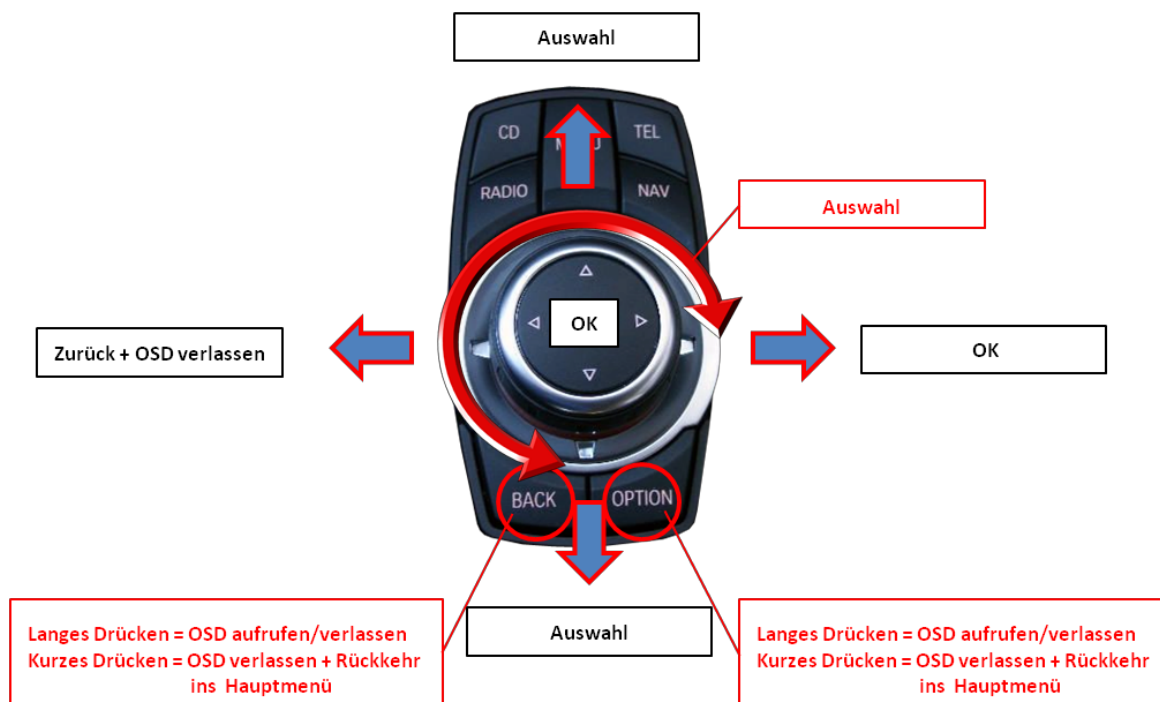 Auswahl
CD
TEL
RADIO
NAV
Auswahl
Zurück + OSD verlassen
OK
OK
BACK
OPTION
Auswahl
Langes Drücken = OSD aufrufen/verlassen
Kurzes Drücken = OSD verlassen + Rückkehr
ins Hauptmenü
Langes Drücken = OSD aufrufen/verlassen
Kurzes Drücken = OSD verlassen + Rückkehr
ins Hauptmenü